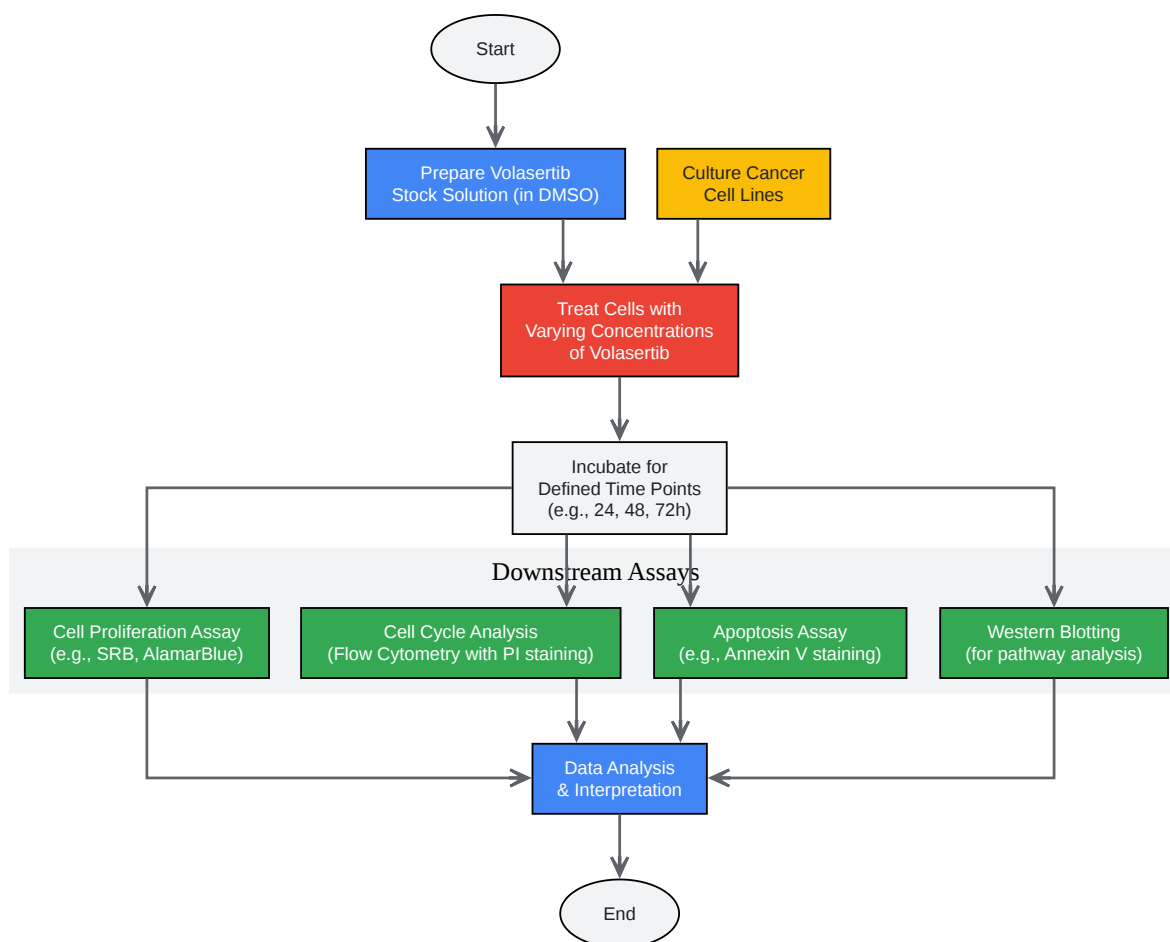 Start
Prepare Volasertib
Stock Solution (in DMSO)
Culture Cancer
Cell Lines
Treat Cells with
Varying Concentrations
of Volasertib
Incubate for
Defined Time Points
(e.g., 24, 48, 72h)
Downstream Assays
Cell Proliferation Assay
(e.g., SRB, AlamarBlue)
Cell Cycle Analysis
(Flow Cytometry with PI staining)
Apoptosis Assay
(e.g., Annexin V staining)
Western Blotting
(for pathway analysis)
Data Analysis
& Interpretation
End